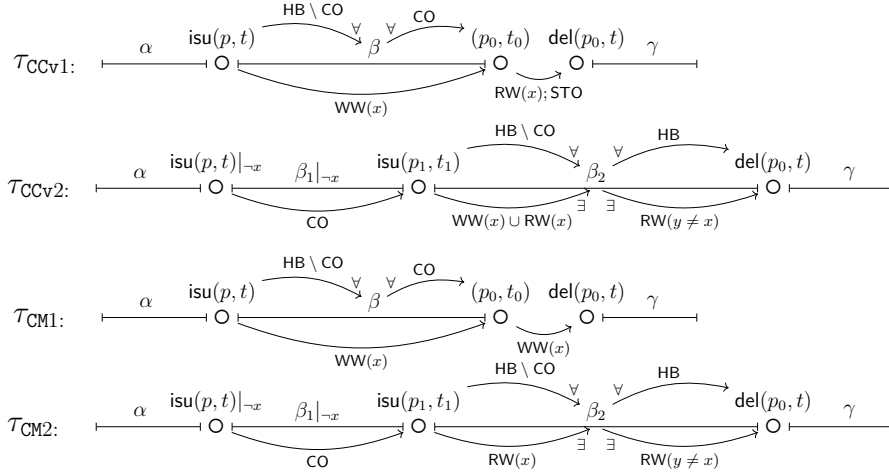 HB \ CO CO
isu(p, t) ∀ β ∀ (p₀, t₀) del(p₀, t)
τCCv1: α γ
WW(x) RW(x); STO
HB \ CO HB
isu(p, t)|¬x β₁|¬x isu(p₁, t₁) ∀ β₂ ∀ del(p₀, t)
τCCv2: α γ
CO WW(x) ∪ RW(x) ∃ ∃ RW(y ≠ x)
HB \ CO CO
isu(p, t) ∀ β ∀ (p₀, t₀) del(p₀, t)
τCM1: α γ
WW(x) WW(x)
HB \ CO HB
isu(p, t)|¬x β₁|¬x isu(p₁, t₁) ∀ β₂ ∀ del(p₀, t)
τCM2: α γ
CO RW(x) ∃ ∃ RW(y ≠ x)